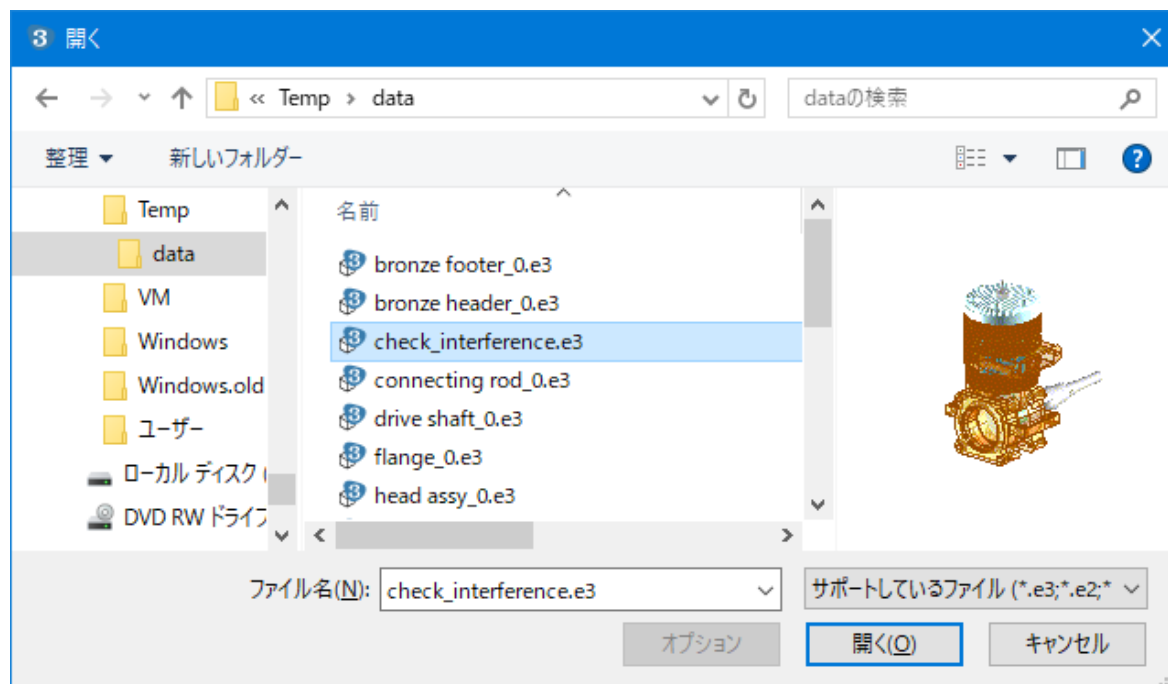 3 開く
« Temp › data
dataの検索
整理 ▼ 新しいフォルダー
?
Temp
data
VM
Windows
Windows.old
ユーザー
ローカル ディスク (
DVD RW ドライブ
名前
bronze footer_0.e3
bronze header_0.e3
check_interference.e3
connecting rod_0.e3
drive shaft_0.e3
flange_0.e3
head assy_0.e3
ファイル名(N): check_interference.e3
サポートしているファイル (*.e3;*.e2;*
オプション 開く(O) キャンセル